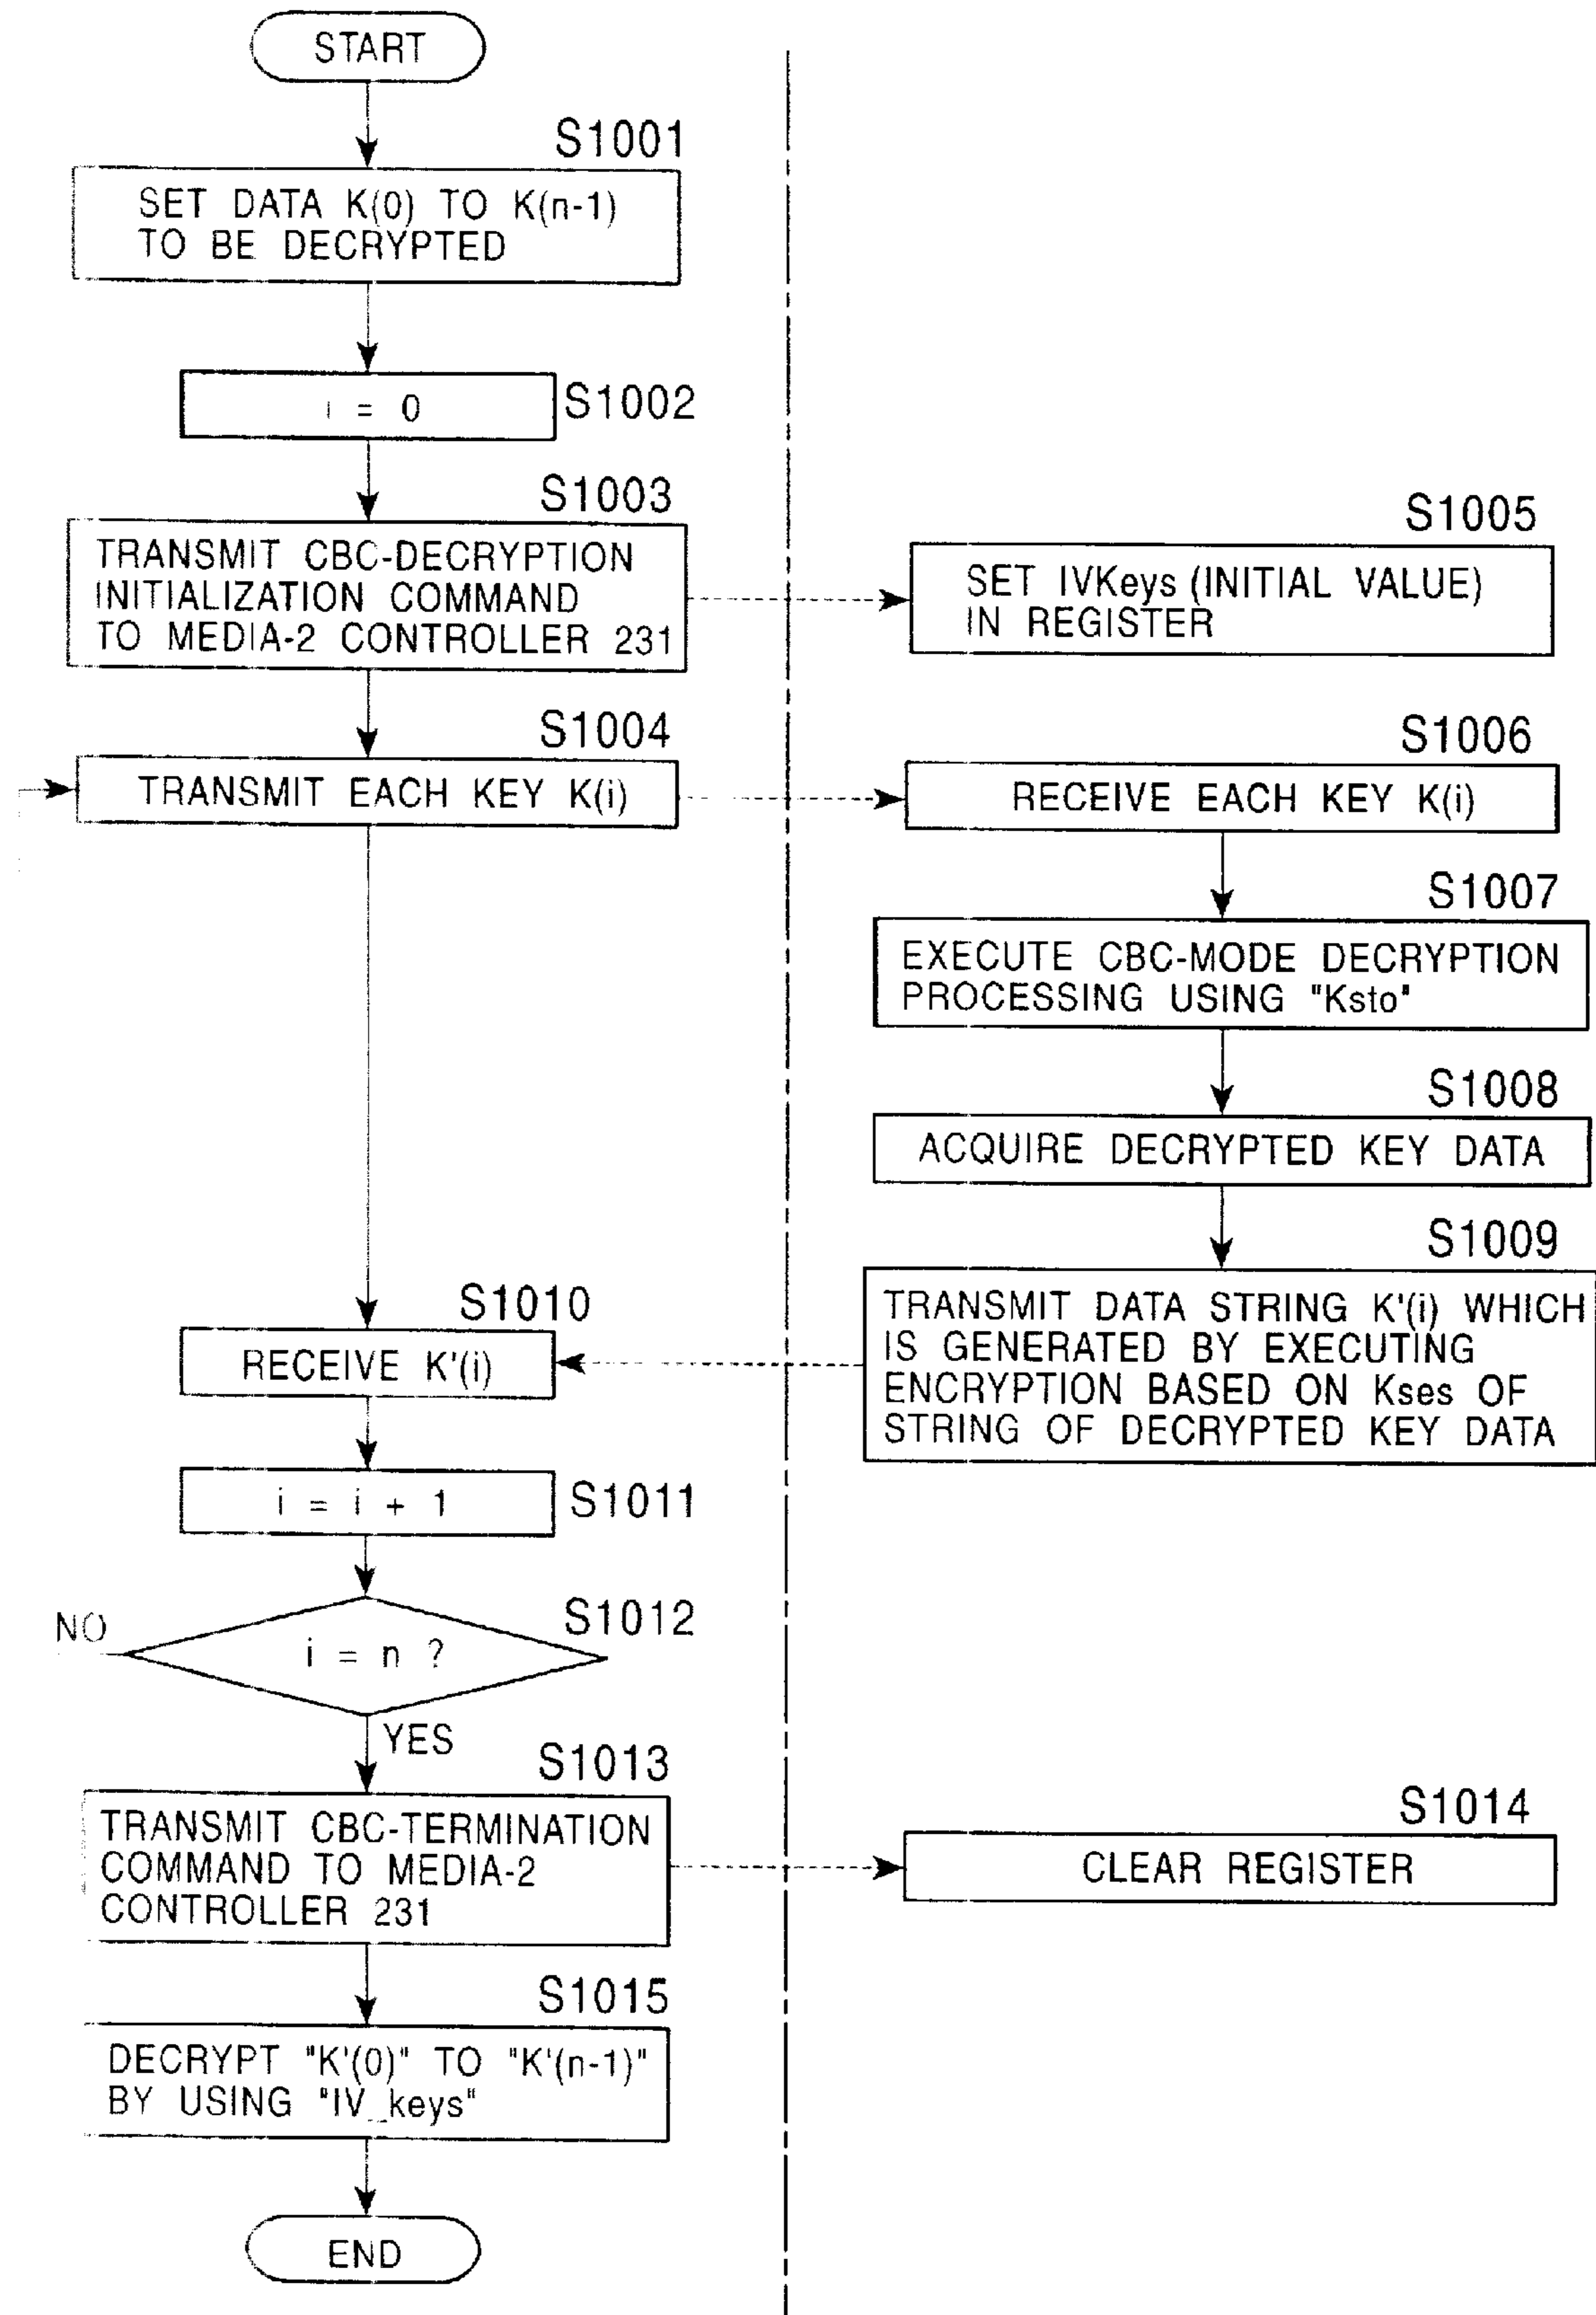 START
S1001
SET DATA K(0) TO K(n-1)
TO BE DECRYPTED
i = 0
S1002
S1003
TRANSMIT CBC-DECRYPTION
INITIALIZATION COMMAND
TO MEDIA-2 CONTROLLER 231
S1005
SET IVKeys (INITIAL VALUE)
IN REGISTER
S1004
TRANSMIT EACH KEY K(i)
S1006
RECEIVE EACH KEY K(i)
S1007
EXECUTE CBC-MODE DECRYPTION
PROCESSING USING "Ksto"
S1008
ACQUIRE DECRYPTED KEY DATA
S1009
TRANSMIT DATA STRING K'(i) WHICH
IS GENERATED BY EXECUTING
ENCRYPTION BASED ON Kses OF
STRING OF DECRYPTED KEY DATA
S1010
RECEIVE K'(i)
i = i + 1
S1011
NO
i = n ?
S1012
YES
S1013
TRANSMIT CBC-TERMINATION
COMMAND TO MEDIA-2
CONTROLLER 231
S1014
CLEAR REGISTER
S1015
DECRYPT "K'(0)" TO "K'(n-1)"
BY USING "IV_keys"
END